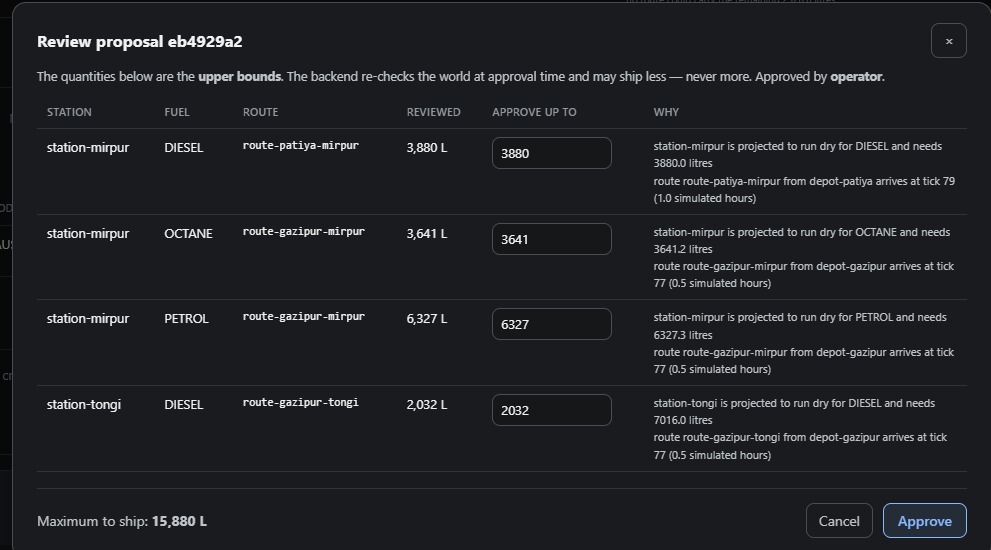 Review proposal eb4929a2
×
The quantities below are the upper bounds. The backend re-checks the world at approval time and may ship less — never more. Approved by operator.
STATION FUEL ROUTE REVIEWED APPROVE UP TO WHY
station-mirpur DIESEL route-patiya-mirpur 3,880 L 3880 station-mirpur is projected to run dry for DIESEL and needs
3880.0 litres
route route-patiya-mirpur from depot-patiya arrives at tick 79
(1.0 simulated hours)
station-mirpur OCTANE route-gazipur-mirpur 3,641 L 3641 station-mirpur is projected to run dry for OCTANE and needs
3641.2 litres
route route-gazipur-mirpur from depot-gazipur arrives at tick
77 (0.5 simulated hours)
station-mirpur PETROL route-gazipur-mirpur 6,327 L 6327 station-mirpur is projected to run dry for PETROL and needs
6327.3 litres
route route-gazipur-mirpur from depot-gazipur arrives at tick
77 (0.5 simulated hours)
station-tongi DIESEL route-gazipur-tongi 2,032 L 2032 station-tongi is projected to run dry for DIESEL and needs
7016.0 litres
route route-gazipur-tongi from depot-gazipur arrives at tick
77 (0.5 simulated hours)
Maximum to ship: 15,880 L Cancel Approve